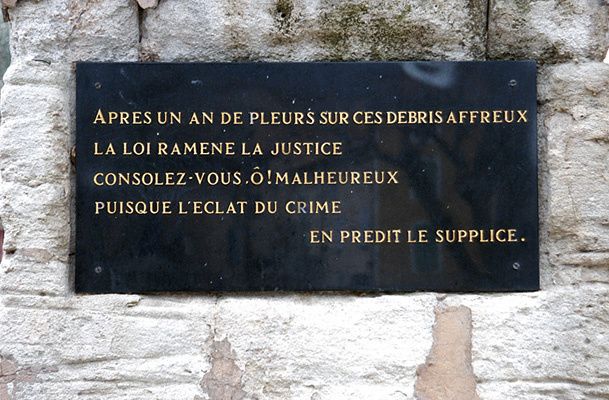 APRES UN AN DE PLEURS SUR CES DEBRIS AFFREUX
LA LOI RAMENE LA JUSTICE
CONSOLEZ-VOUS . Ô! MALHEUREUX
PUISQUE L'ECLAT DU CRIME
EN PREDIT LE SUPPLICE.